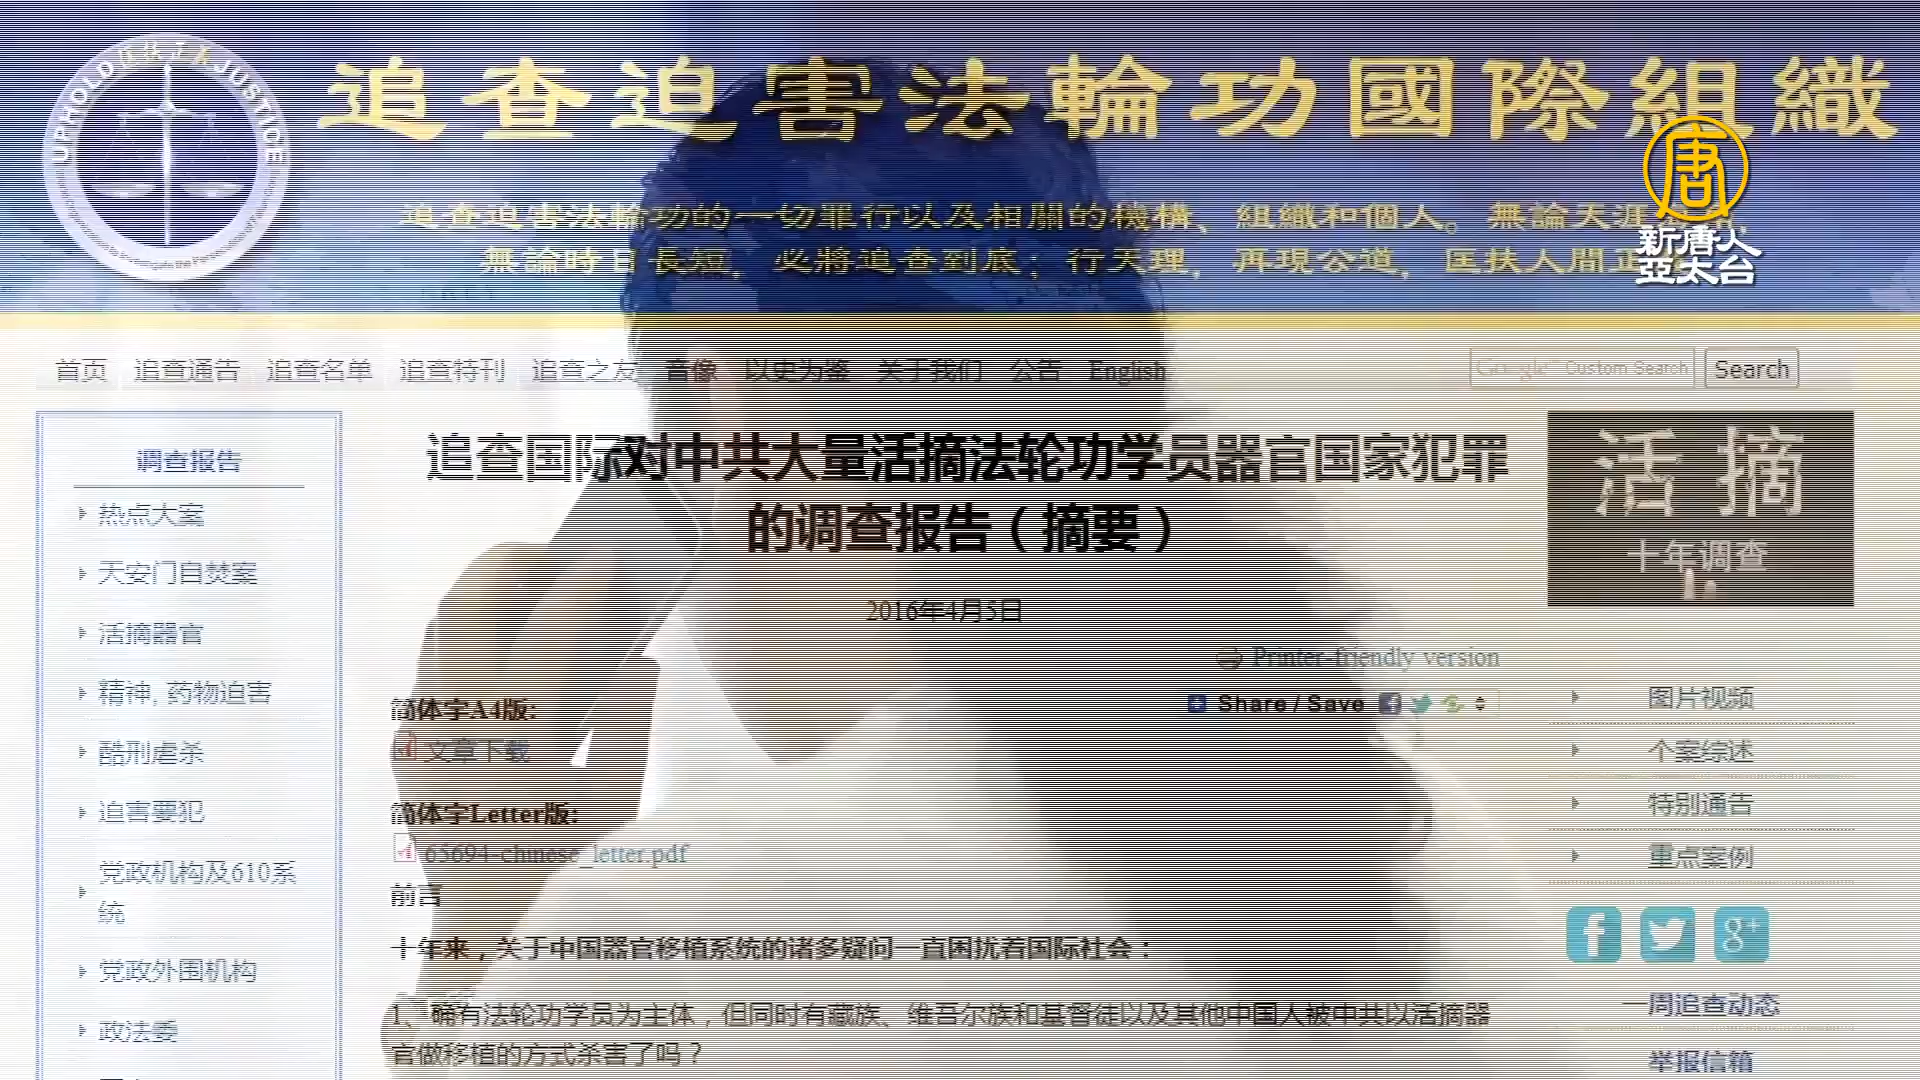 追查迫害法輪功國際組織
UPHOLD JUSTICE
追查迫害法輪功的一切罪行以及相關的機構、組織和個人。無論天涯
無論時日長短，必將追查到底；行天理，再現公道，匡扶人間正
唐
新唐人
亞太台
首页 追查通告 追查名单 追查特刊 追查之友 音像 以史为鉴 关于我们 公告 English
Google Custom Search Search
调查报告
热点大案
天安门自焚案
活摘器官
精神, 药物迫害
酷刑虐杀
迫害要犯
党政机构及610系
统
党政外围机构
政法委
追查国际对中共大量活摘法轮功学员器官国家犯罪
的调查报告（摘要）
2016年4月5日
Printer-friendly version
Share / Save
简体字A4版:
文章下载
简体字Letter版:
65694-chinese_letter.pdf
前言
十年来，关于中国器官移植系统的诸多疑问一直困扰着国际社会：
1、确有法轮功学员为主体，但同时有藏族、维吾尔族和基督徒以及其他中国人被中共以活摘器
官做移植的方式杀害了吗？
活摘
十年调查
图片视频
个案综述
特别通告
重点案例
一周追查动态
举报信箱